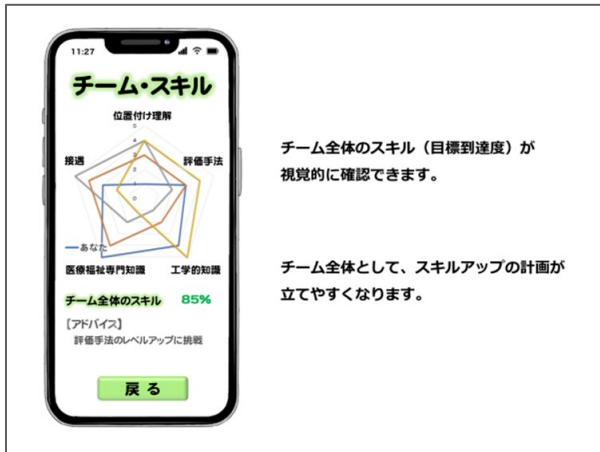 11:27
チーム・スキル
位置付け理解
5
4
3
2
1
0
接遇
評価手法
あなた
医療福祉専門知識
工学的知識
チーム全体のスキル 85%
【アドバイス】
評価手法のレベルアップに挑戦
戻る
チーム全体のスキル（目標到達度）が
視覚的に確認できます。
チーム全体として、スキルアップの計画が
立てやすくなります。